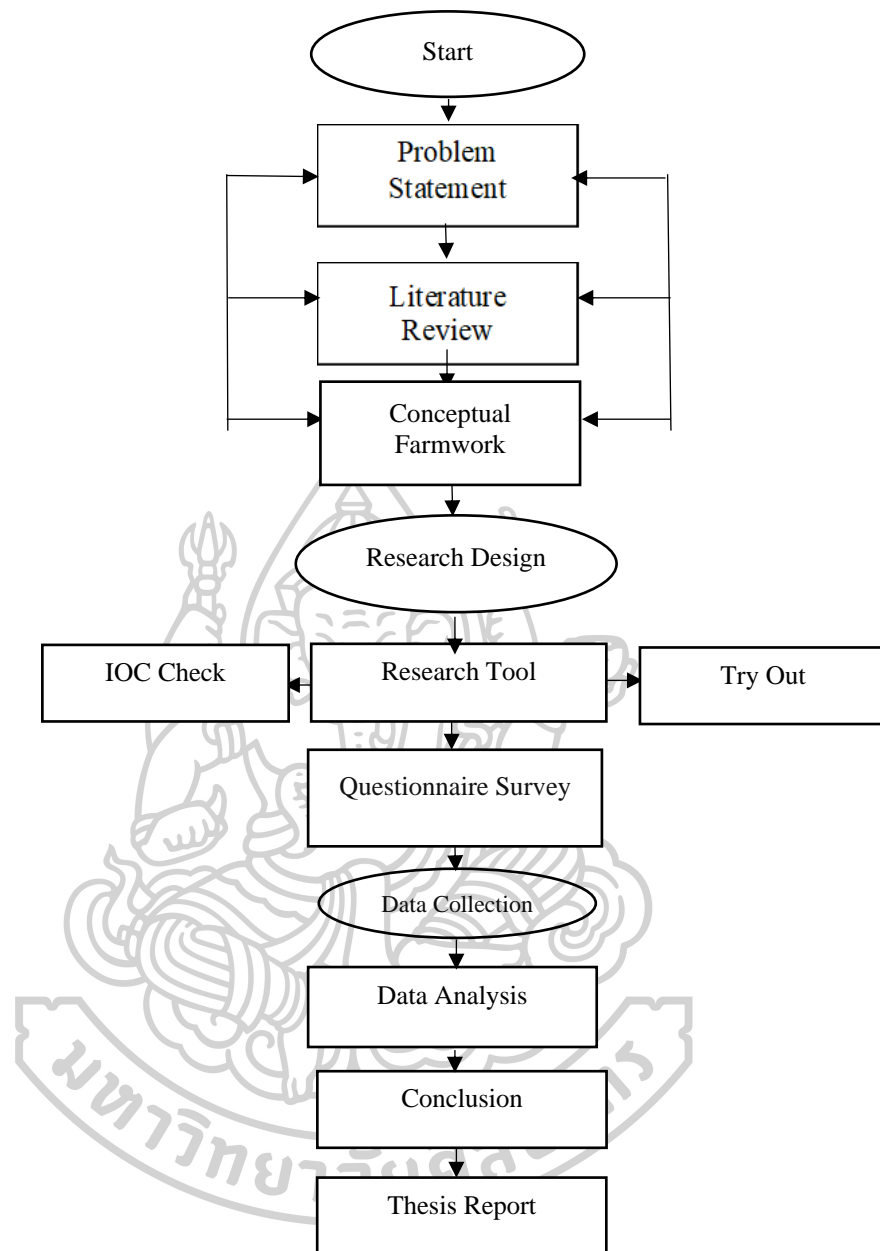 Start
Problem
Statement
Literature
Review
Conceptual
Farmwork
Research Design
IOC Check
Research Tool
Try Out
Questionnaire Survey
Data Collection
Data Analysis
Conclusion
Thesis Report